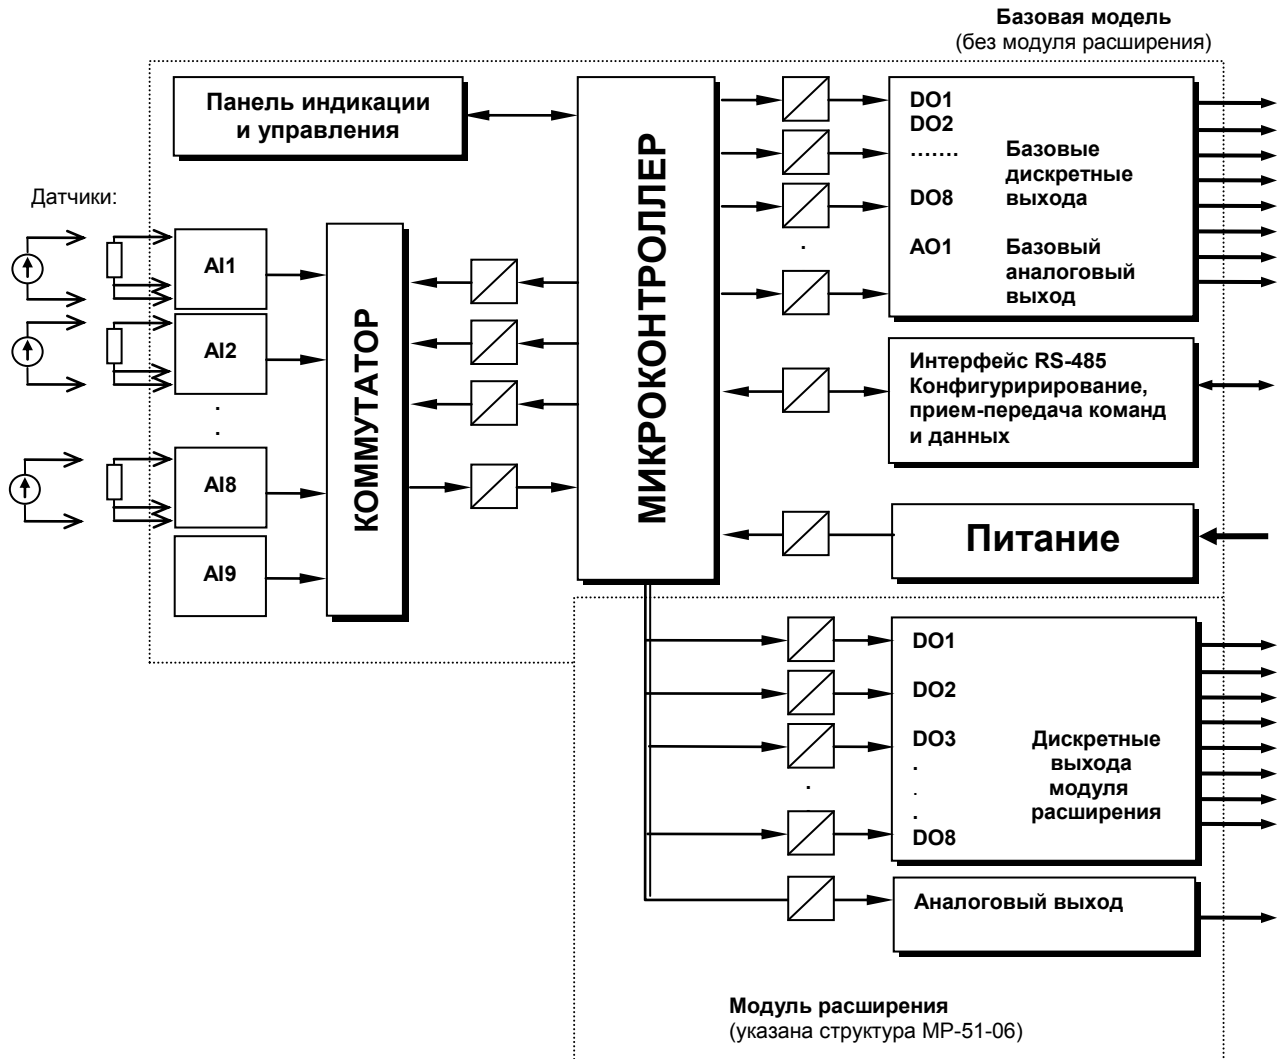 Базовая модель
(без модуля расширения)
Панель индикации
и управления
Датчики:
AI1
AI2
.
.
AI8
AI9
КОММУТАТОР
МИКРОКОНТРОЛЛЕР
.
DO1
DO2
.......
Базовые
дискретные
выхода
DO8
AO1
Базовый
аналоговый
выход
Интерфейс RS-485
Конфигуририрование,
прием-передача команд
и данных
Питание
DO1
DO2
DO3
.
.
.
DO8
Дискретные
выхода
модуля
расширения
.
.
Аналоговый выход
Модуль расширения
(указана структура МР-51-06)